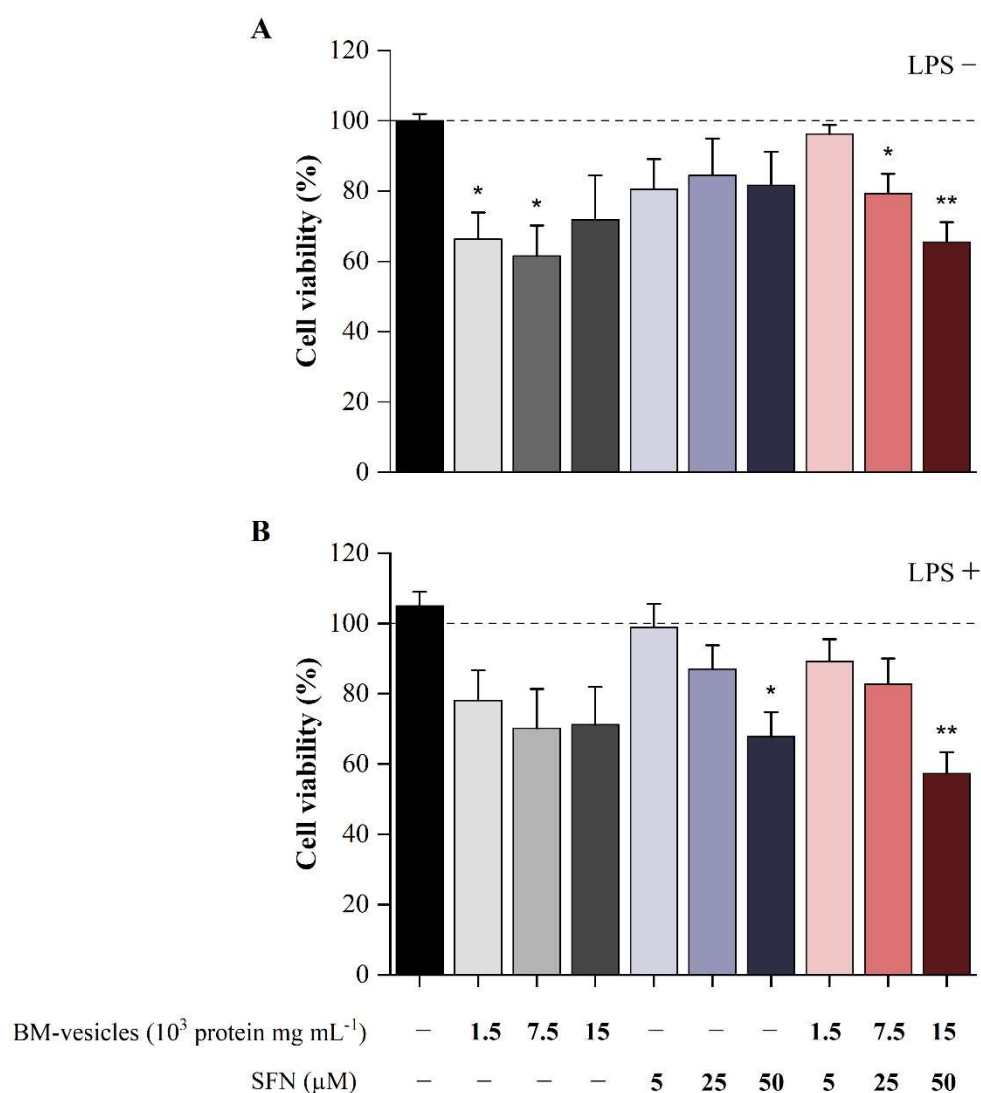 A
LPS −
120
100
80
60
40
20
0
Cell viability (%)
*
*
*
**
B
LPS +
120
100
80
60
40
20
0
Cell viability (%)
*
**
BM-vesicles (10³ protein mg mL⁻¹) − 1.5 7.5 15 − − − 1.5 7.5 15
SFN (µM) − − − − 5 25 50 5 25 50